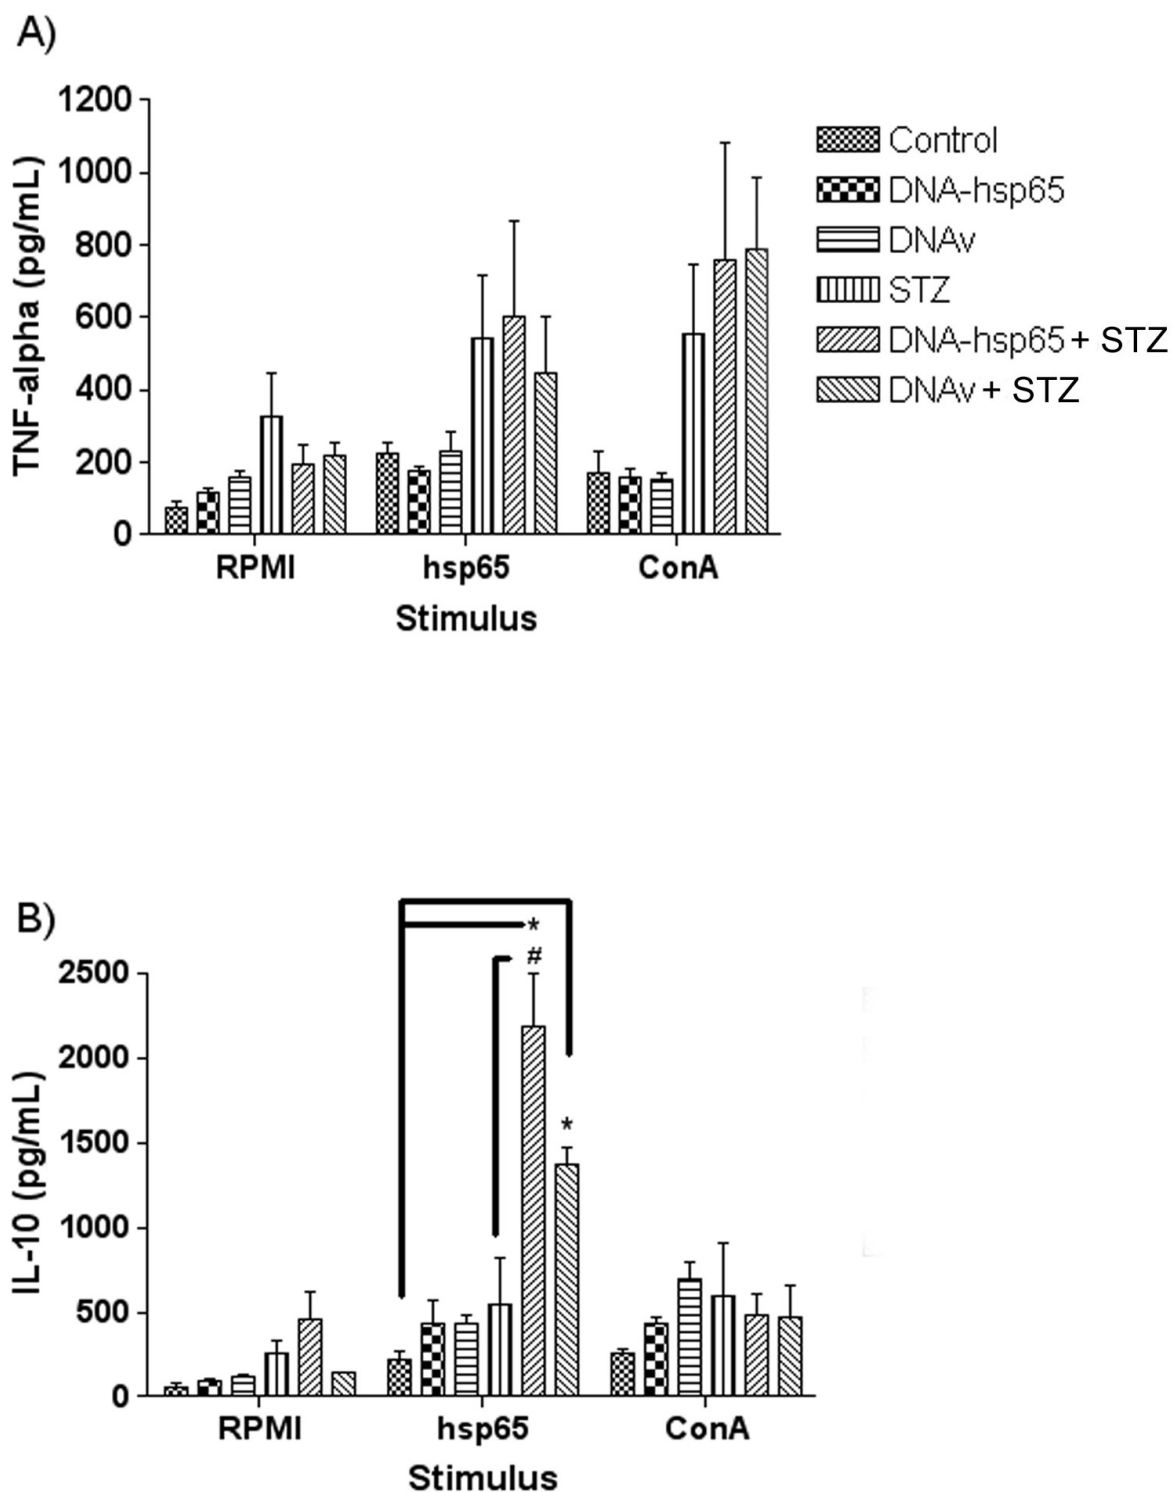 A)
1200
1000
800
600
400
200
0
TNF-alpha (pg/mL)
RPMI hsp65 ConA
Stimulus
Control
DNA-hsp65
DNAv
STZ
DNA-hsp65 + STZ
DNAv + STZ
B)
*
#
*
2500
2000
1500
1000
500
0
IL-10 (pg/mL)
RPMI hsp65 ConA
Stimulus